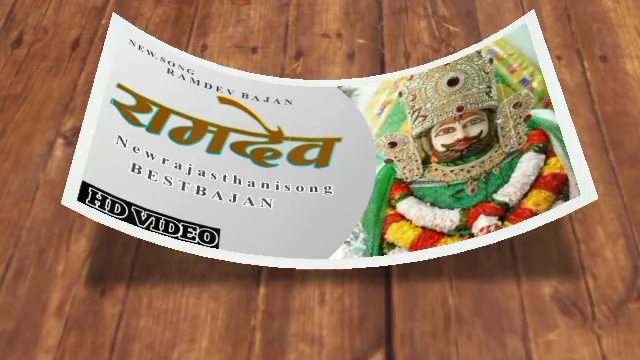 NEW.SONG
RAMDEV BAJAN
रामदेव
Newrajasthanisong
BESTBAJAN
HD VIDEO